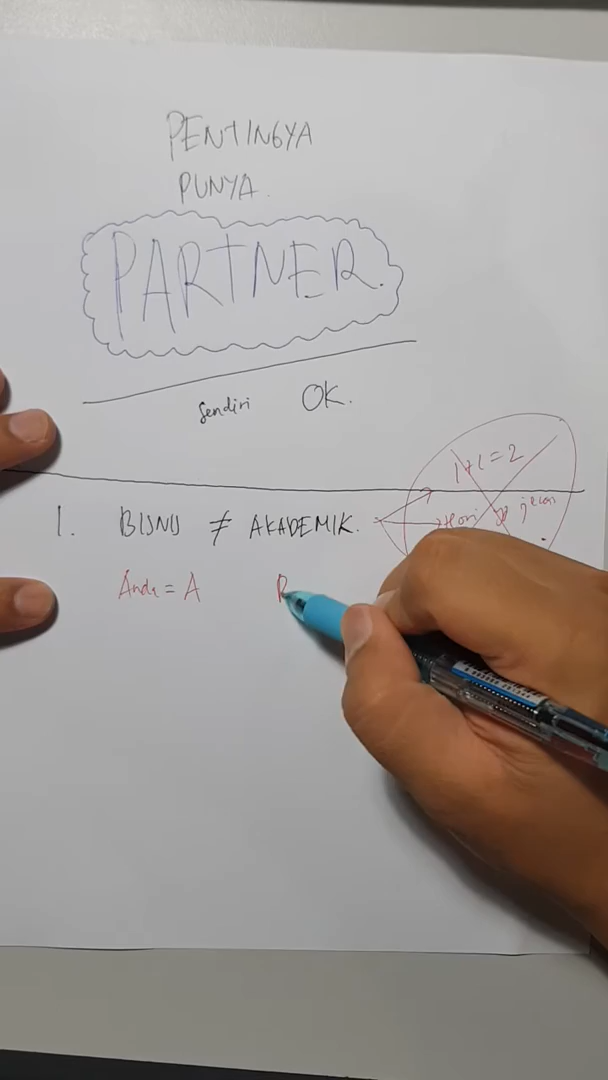 PENTINGYA
PUNYA.
PARTNER.
Sendiri OK.
1+1=2
1. BISNIS ≠ AKADEMIK.
Anda = A